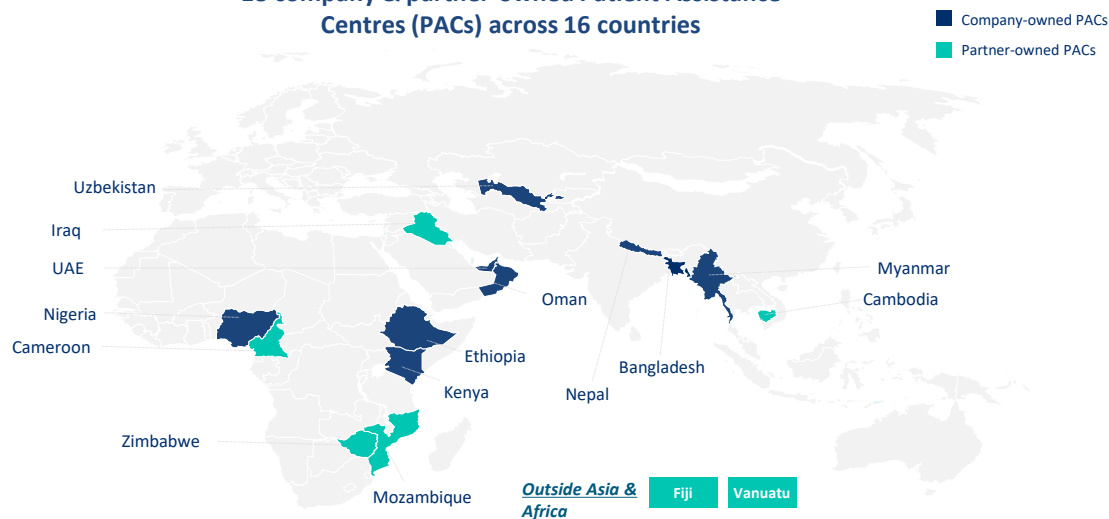 Centres (PACs) across 16 countries
Company-owned PACs
Partner-owned PACs
Uzbekistan
Iraq
UAE
Nigeria
Cameroon
Zimbabwe
Mozambique
Kenya
Ethiopia
Oman
Nepal
Bangladesh
Myanmar
Cambodia
Outside Asia &
Africa
Fiji
Vanuatu